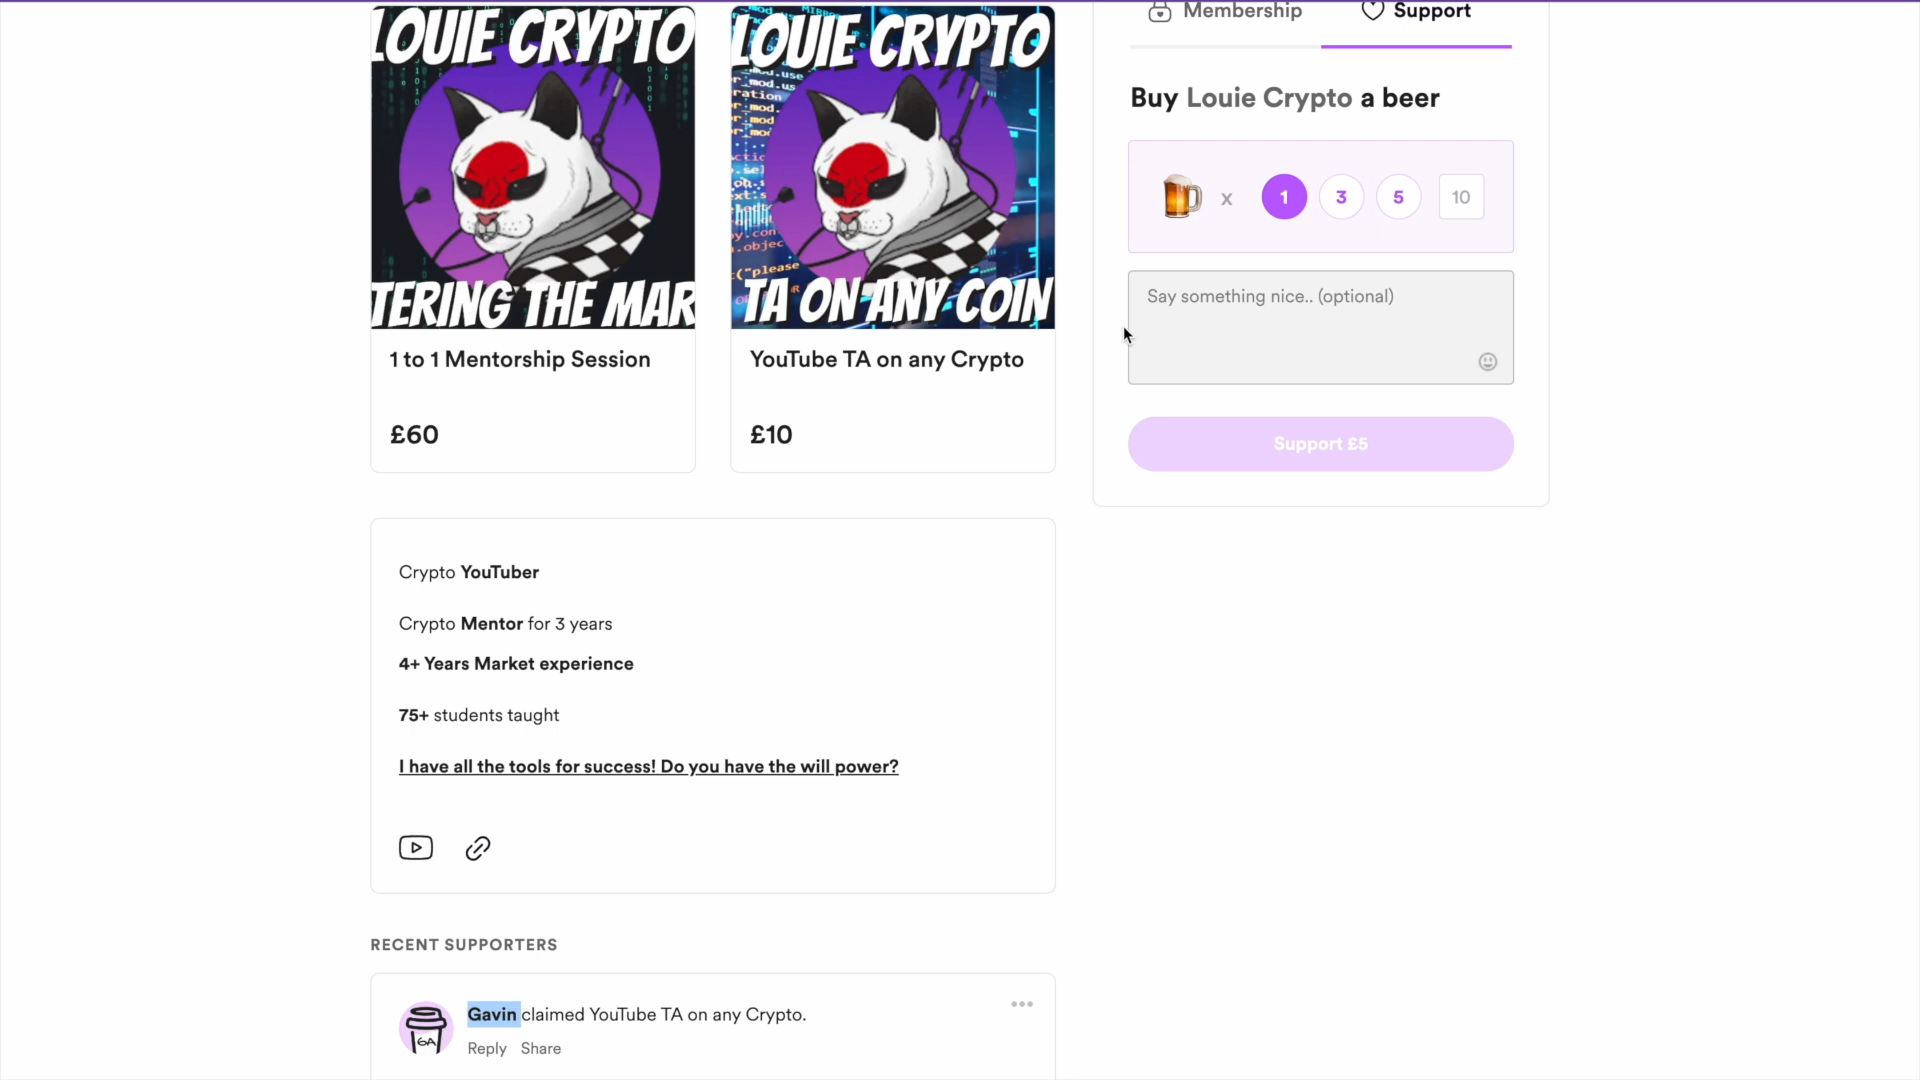 LOUIE CRYPTO
TERING THE MAR
1 to 1 Mentorship Session
£60
LOUIE CRYPTO
TA ON ANY COIN
YouTube TA on any Crypto
£10
Membership
Support
Buy Louie Crypto a beer
x 1 3 5 10
Say something nice.. (optional)
Support £5
Crypto YouTuber
Crypto Mentor for 3 years
4+ Years Market experience
75+ students taught
I have all the tools for success! Do you have the will power?
RECENT SUPPORTERS
GA
Gavin claimed YouTube TA on any Crypto.
Reply Share